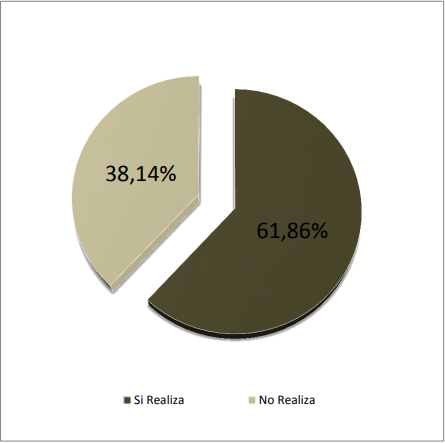 38,14%
61,86%
Si Realiza
No Realiza